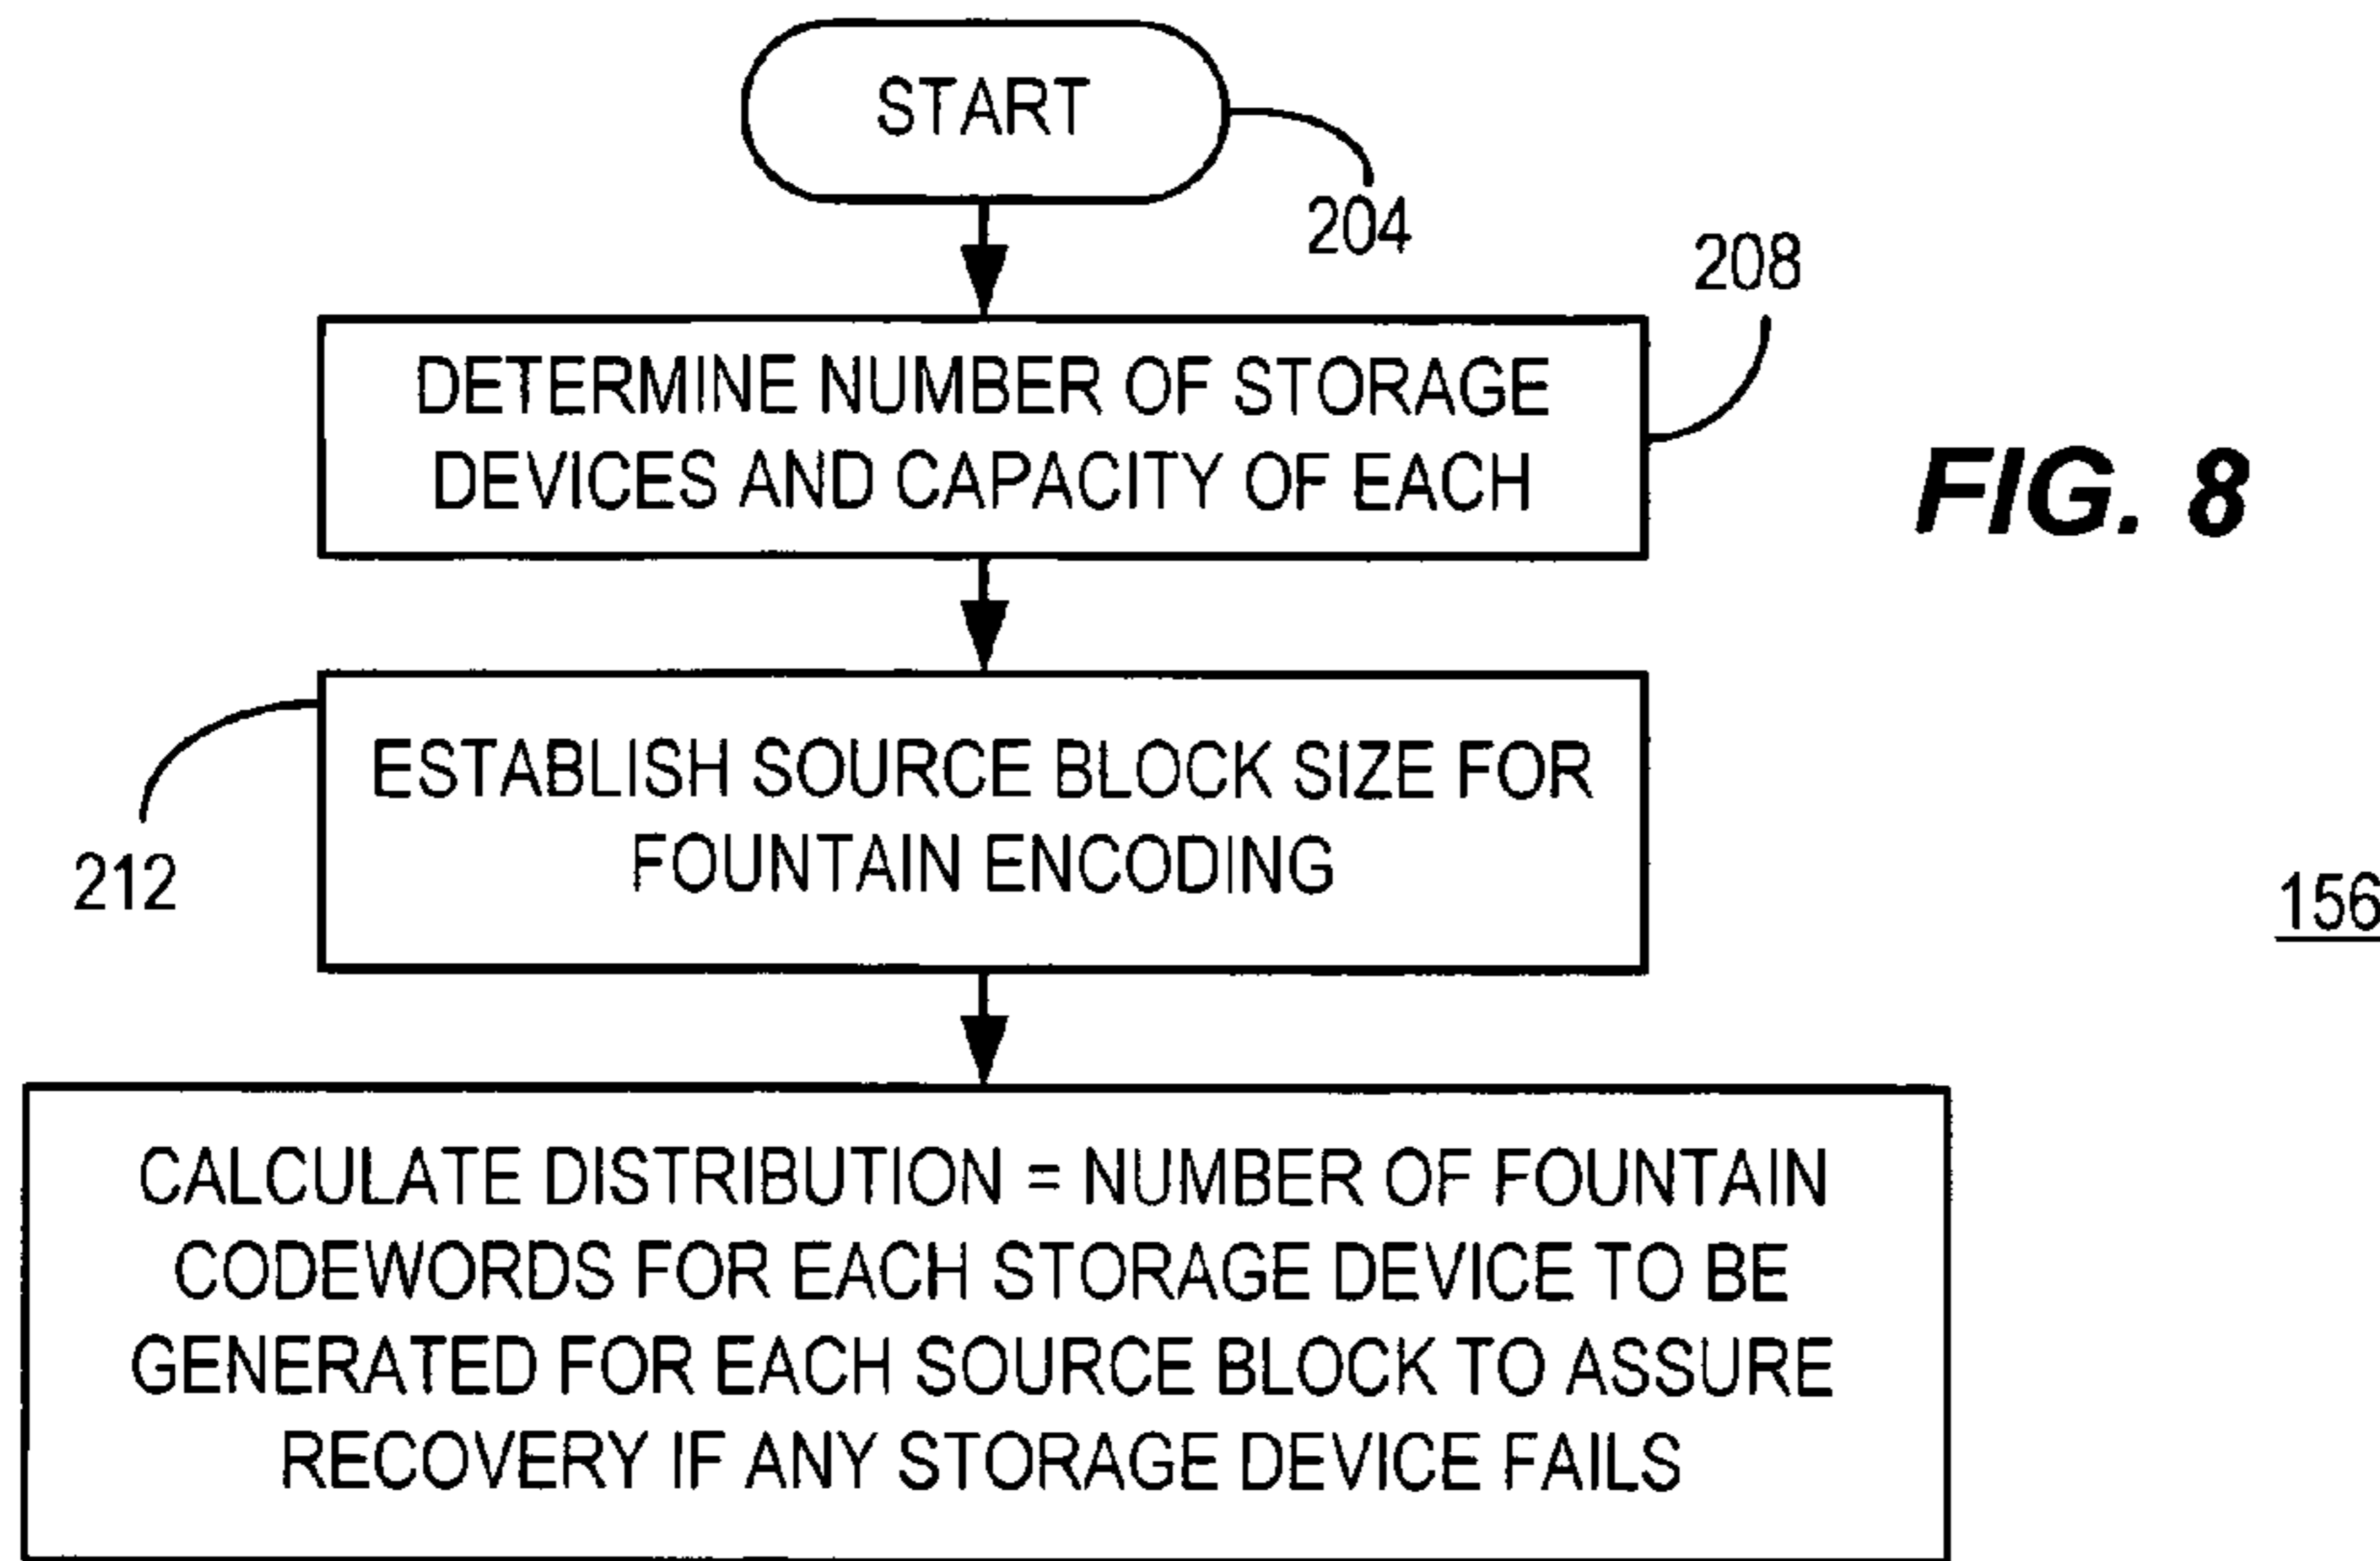 START
204
208
DETERMINE NUMBER OF STORAGE
DEVICES AND CAPACITY OF EACH
FIG. 8
ESTABLISH SOURCE BLOCK SIZE FOR
FOUNTAIN ENCODING
212
156
CALCULATE DISTRIBUTION = NUMBER OF FOUNTAIN
CODEWORDS FOR EACH STORAGE DEVICE TO BE
GENERATED FOR EACH SOURCE BLOCK TO ASSURE
RECOVERY IF ANY STORAGE DEVICE FAILS